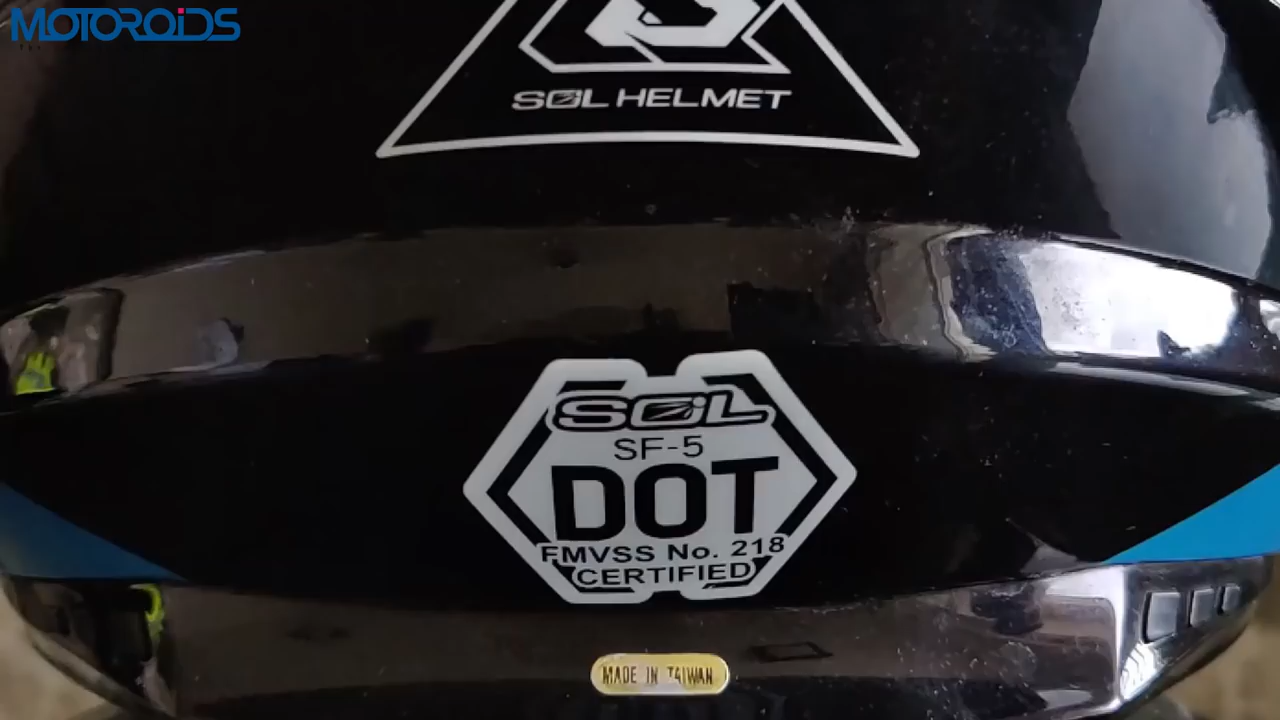 MOTOROIDS
SOL HELMET
SOL
SF-5
DOT
FMVSS No. 218
CERTIFIED
MADE IN TAIWAN